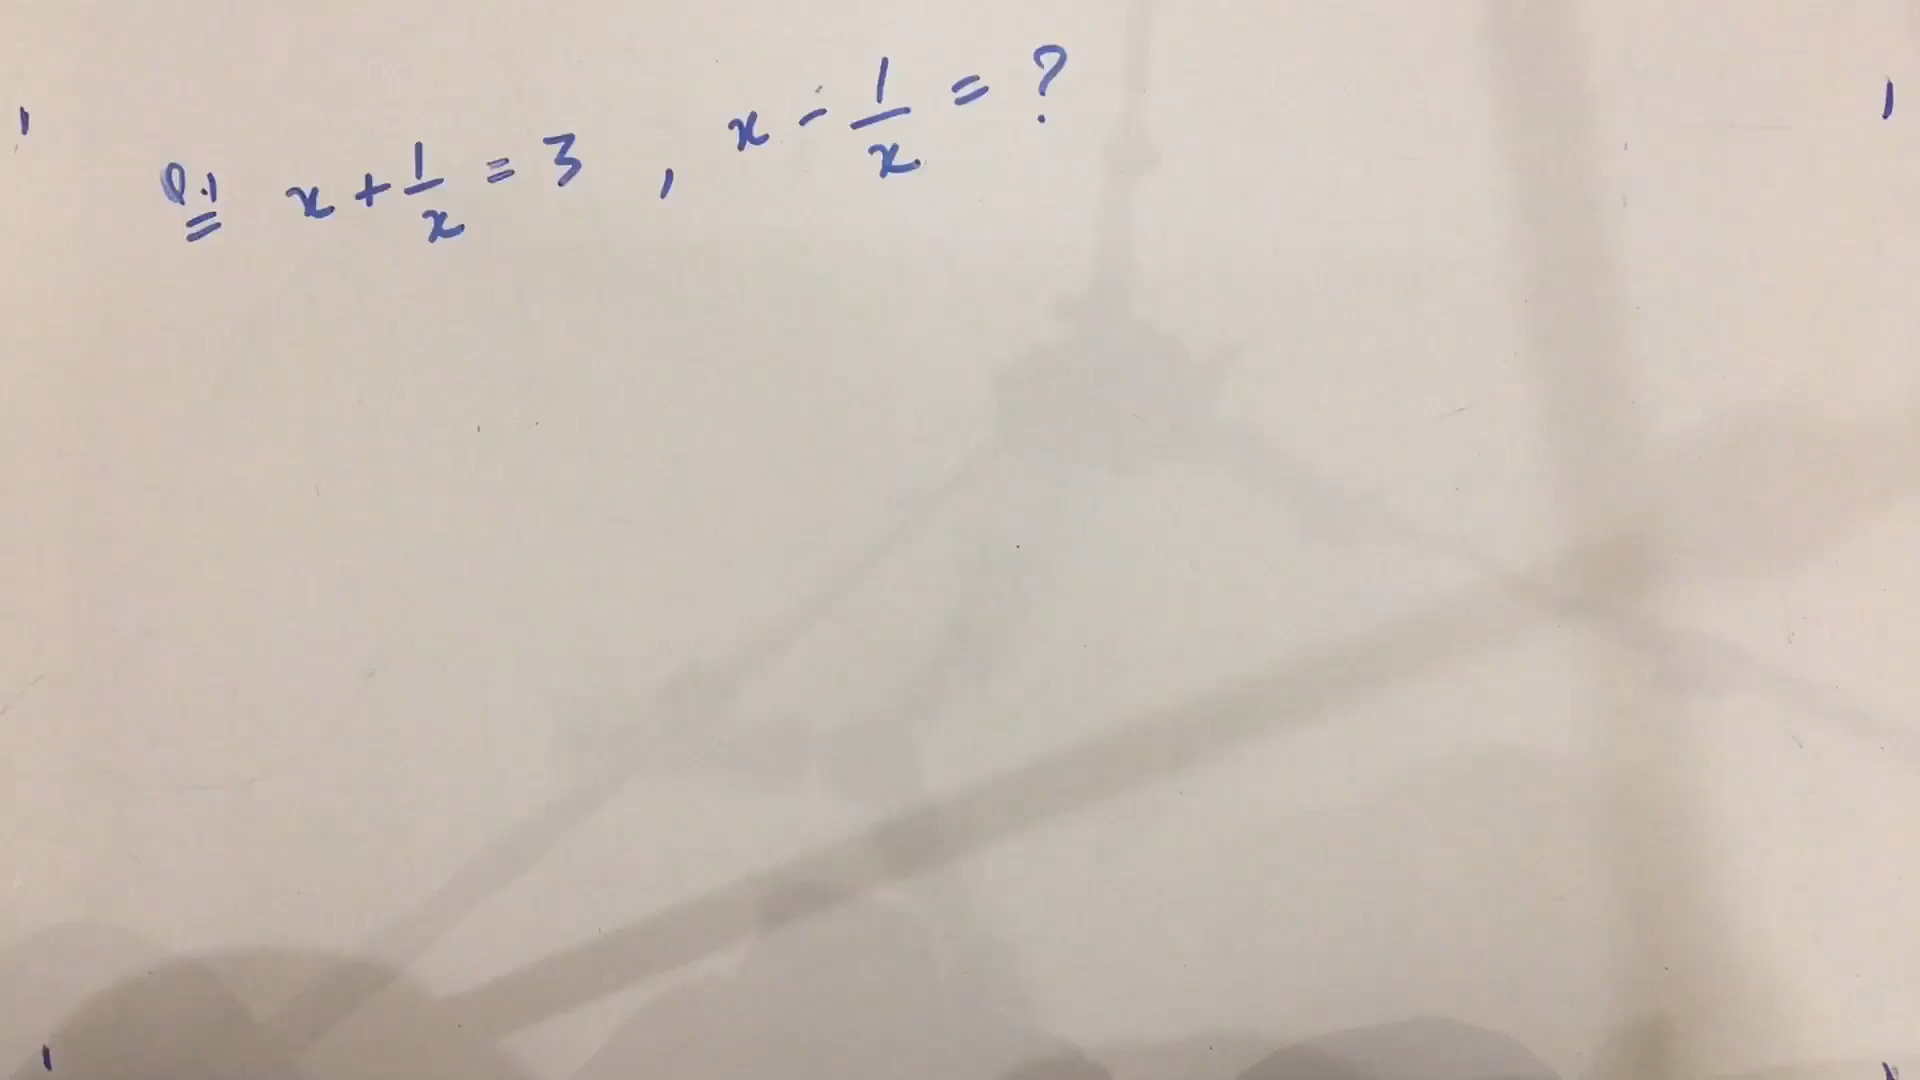 Q.1 x + 1/x = 3 , x - 1/x = ?